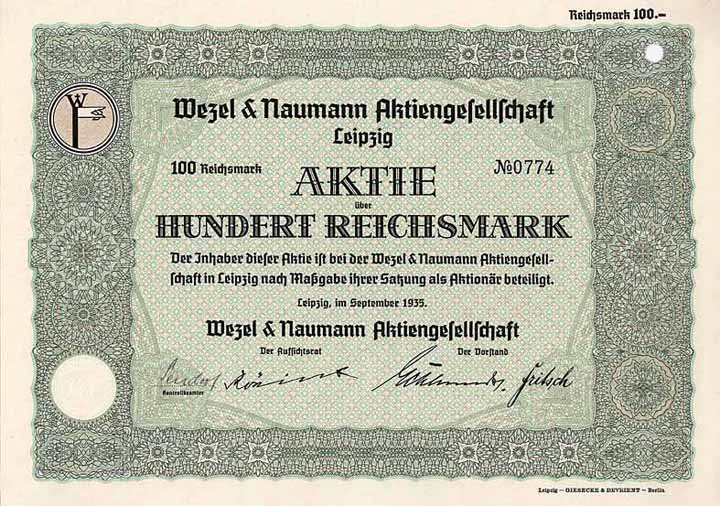 Reichsmark 100.–
W
Wezel & Naumann Aktiengesellschaft
Leipzig
100 Reichsmark
AKTIE
№0774
über
HUNDERT REICHSMARK
Der Inhaber dieser Aktie ist bei der Wezel & Naumann Aktiengesell-
schaft in Leipzig nach Maßgabe ihrer Satzung als Aktionär beteiligt.
Leipzig, im September 1935.
Wezel & Naumann Aktiengesellschaft
Der Aufsichtsrat
Der Vorstand
Fritsch
Kontrollbeamter
Leipzig – GIESECKE & DEVRIENT – Berlin